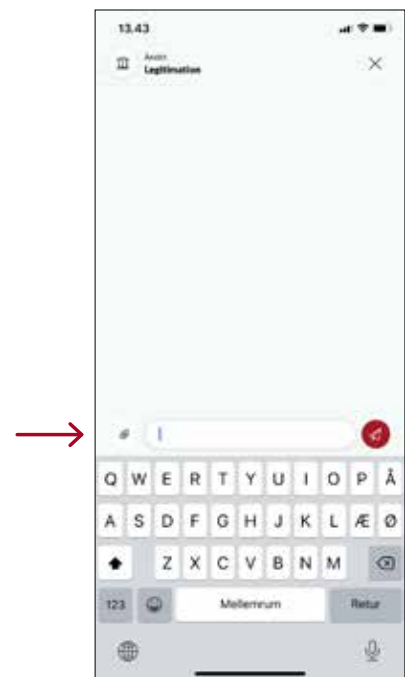 13.43
Legitimation
Q W E R T Y U I O P Å
A S D F G H J K L Æ Ø
Z X C V B N M
123 Mellemrum Retur